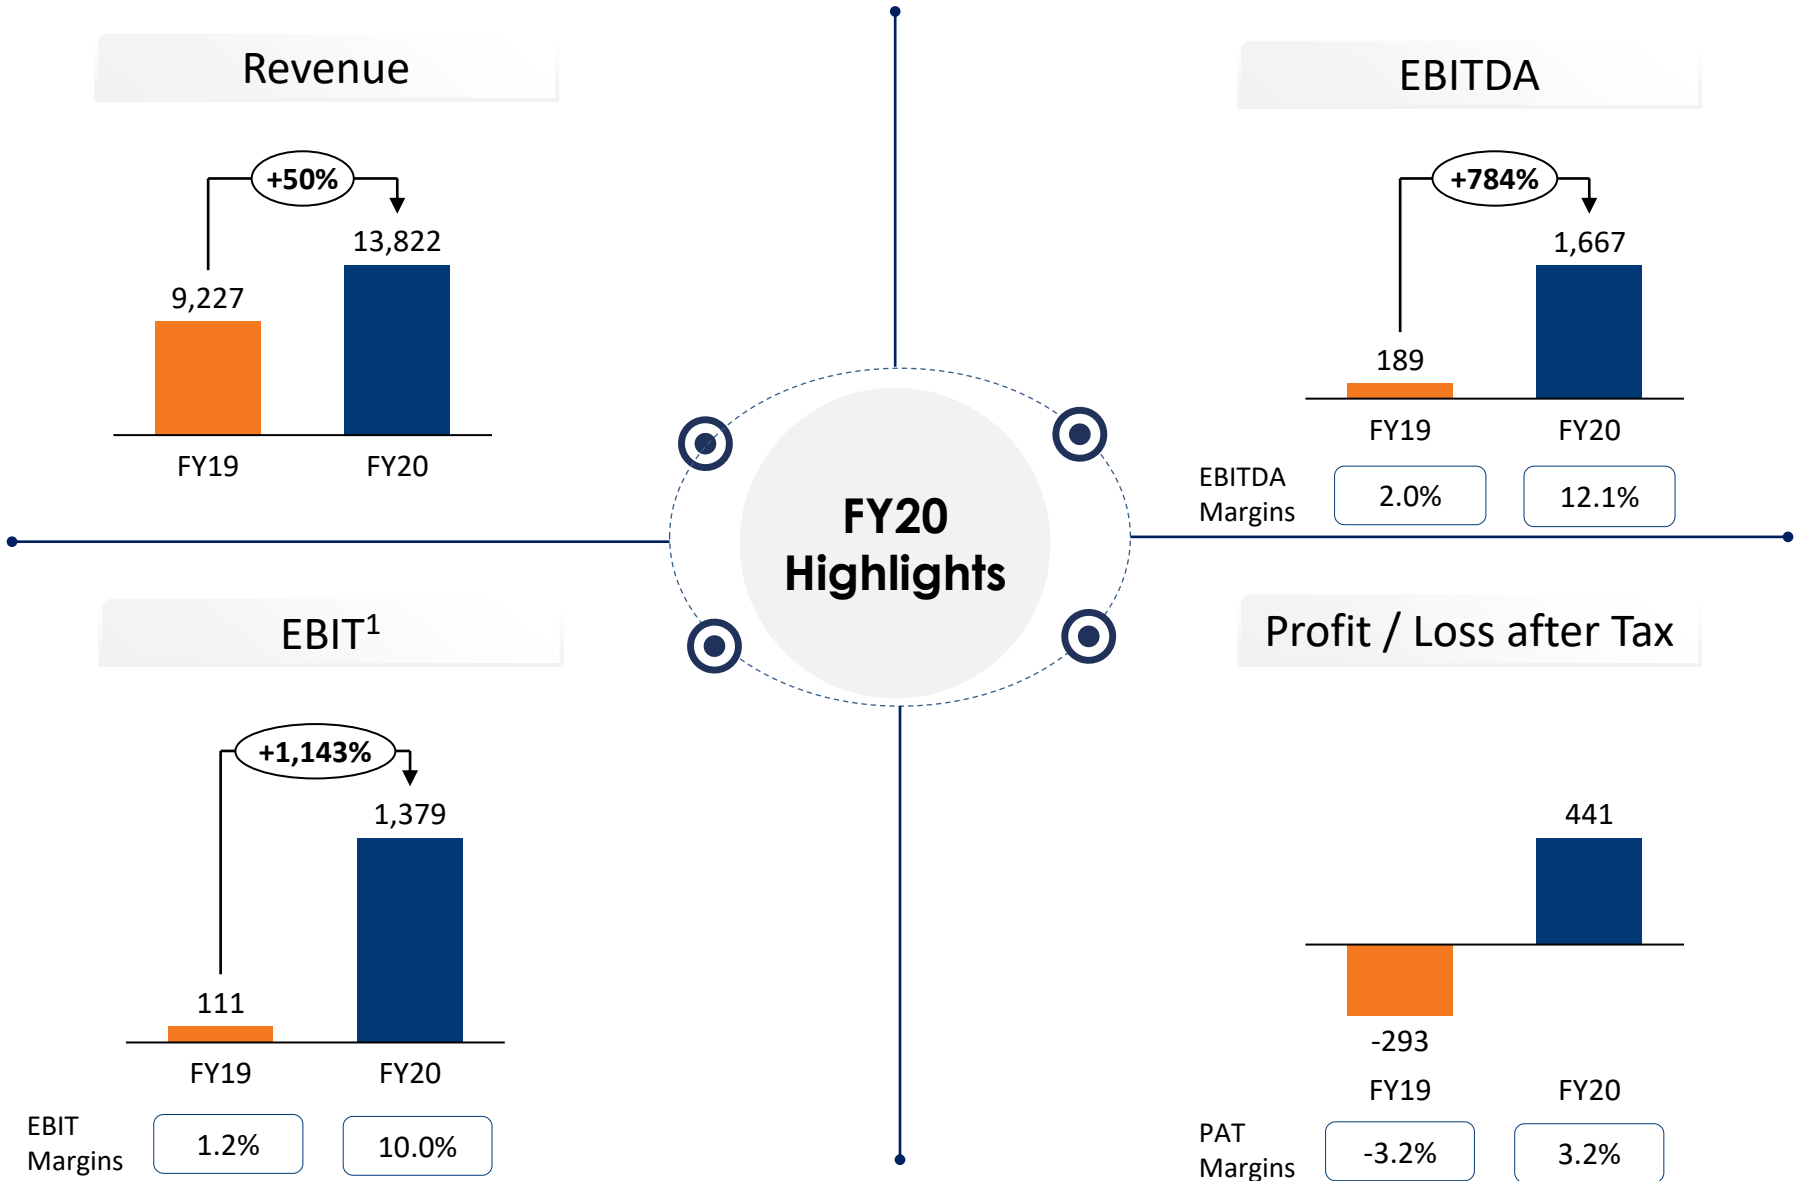 Revenue
+50%
13,822
9,227
FY19 FY20
EBITDA
+784%
1,667
189
FY19 FY20
EBITDA
Margins
2.0% 12.1%
FY20
Highlights
EBIT¹
+1,143%
1,379
111
FY19 FY20
EBIT
Margins
1.2% 10.0%
Profit / Loss after Tax
441
-293
FY19 FY20
PAT
Margins
-3.2% 3.2%